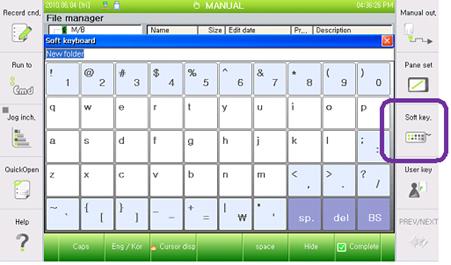 Record cnd,
2010.06.04 [fri]
MANUAL
04:36:25 PM
Manual out,
File manager
M/B
Name
Size
Edit date
Pr...
Description
Soft keyboard
New folder
Run to
Cmd
Pane set
! 1 @ 2 # 3 $ 4 % 5 ^ 6 & 7 * 8 ( 9 ) 0
q w e r t y u i o p
Jog inch,
Soft key,
a s d f g h j k l : ;
QuickOpen
User key
z x c v b n m < , > . ? /
Help
PREV/NEXT
~ ` { [ } ] _ - + = | ₩ " ' sp. del BS
Caps
Eng / Kor
Cursor disp
space
Hide
Complete